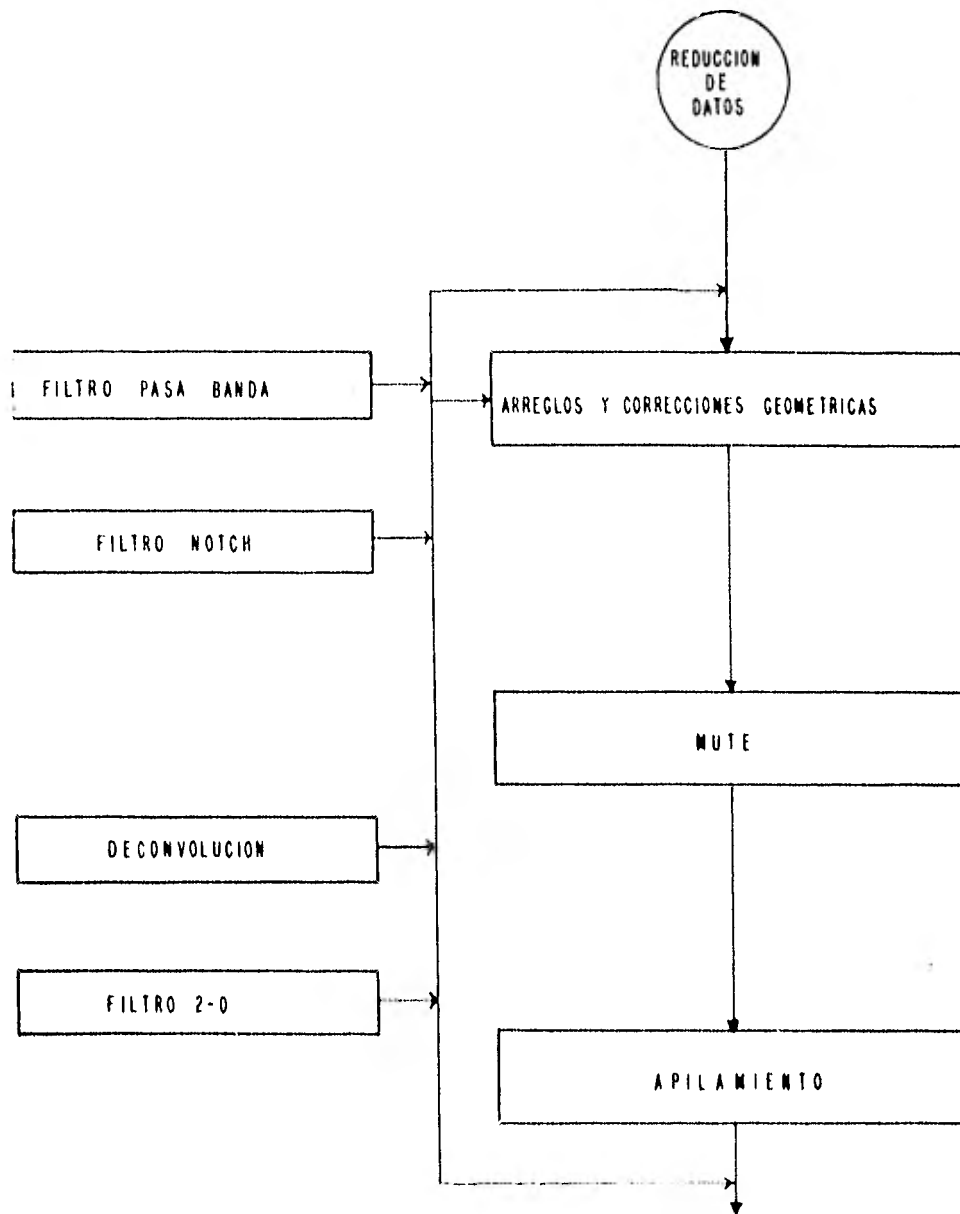 REDUCCION
DE
DATOS
FILTRO PASA BANDA
ARREGLOS Y CORRECCIONES GEOMETRICAS
FILTRO NOTCH
MUTE
DECONVOLUCION
FILTRO 2-D
APILAMIENTO